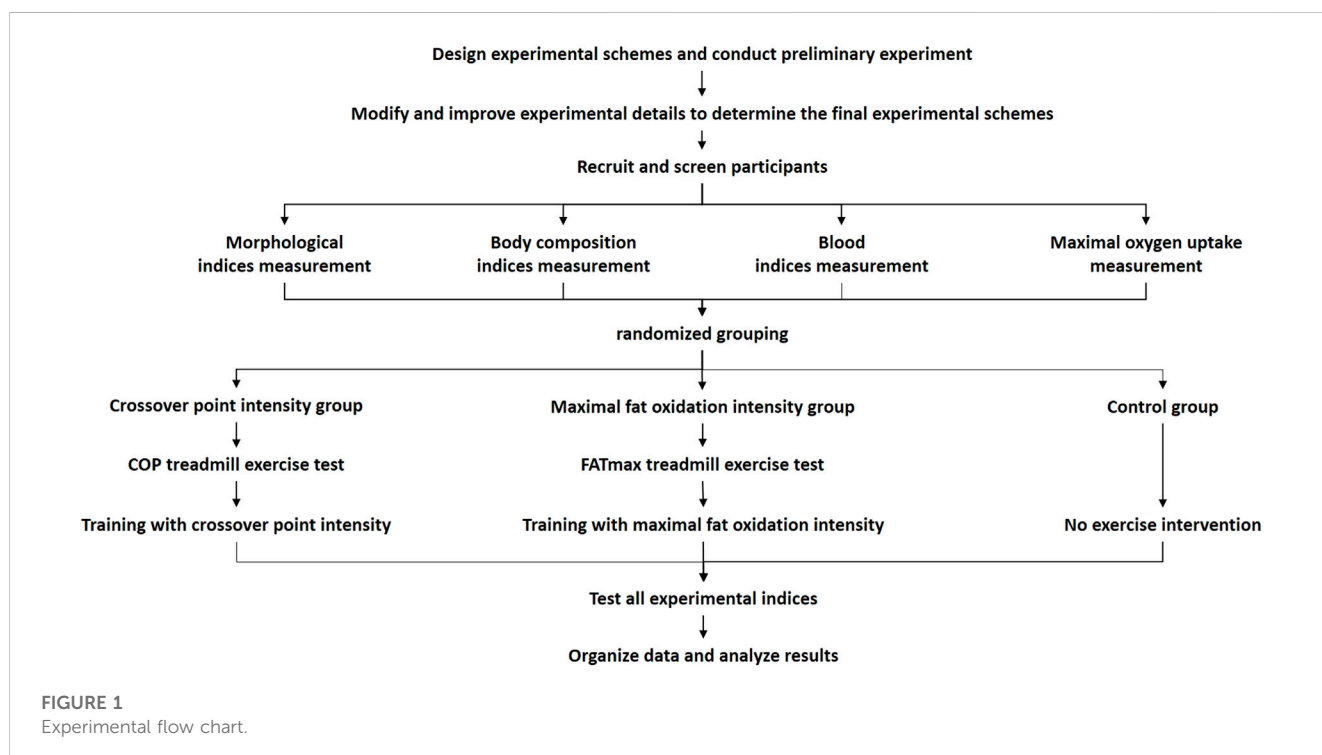 Design experimental schemes and conduct preliminary experiment
Modify and improve experimental details to determine the final experimental schemes
Recruit and screen participants
Morphological
indices measurement
Body composition
indices measurement
Blood
indices measurement
Maximal oxygen uptake
measurement
randomized grouping
Crossover point intensity group
Maximal fat oxidation intensity group
Control group
COP treadmill exercise test
FATmax treadmill exercise test
Training with crossover point intensity
Training with maximal fat oxidation intensity
No exercise intervention
Test all experimental indices
Organize data and analyze results
FIGURE 1
Experimental flow chart.